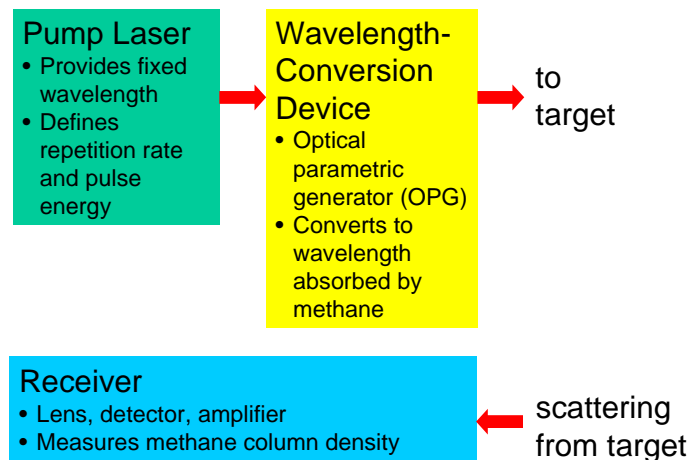 Pump Laser
• Provides fixed
wavelength
• Defines
repetition rate
and pulse
energy
Wavelength-
Conversion
Device
• Optical
parametric
generator (OPG)
• Converts to
wavelength
absorbed by
methane
to
target
Receiver
• Lens, detector, amplifier
• Measures methane column density
scattering
from target